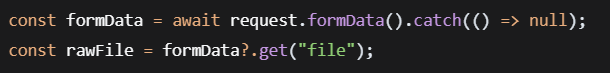 const formData = await request.formData().catch(() => null);
const rawFile = formData?.get("file");